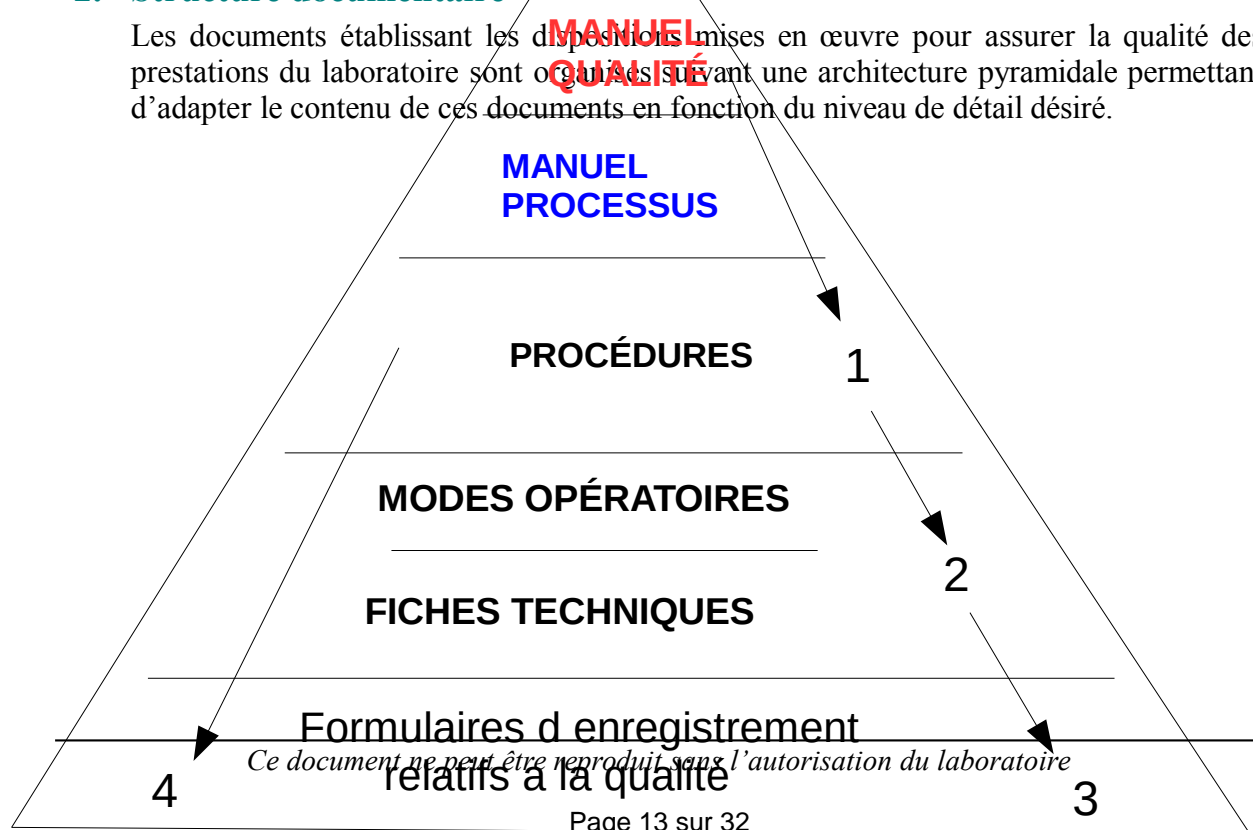 Les documents établissant les dispositions mises en œuvre pour assurer la qualité des
prestations du laboratoire sont organisés suivant une architecture pyramidale permettant
d’adapter le contenu de ces documents en fonction du niveau de détail désiré.
MANUEL
QUALITÉ
MANUEL
PROCESSUS
PROCÉDURES
1
MODES OPÉRATOIRES
2
FICHES TECHNIQUES
Formulaires d enregistrement
relatifs a la qualité
4
3
Ce document ne peut être reproduit sans l’autorisation du laboratoire
Page 13 sur 32